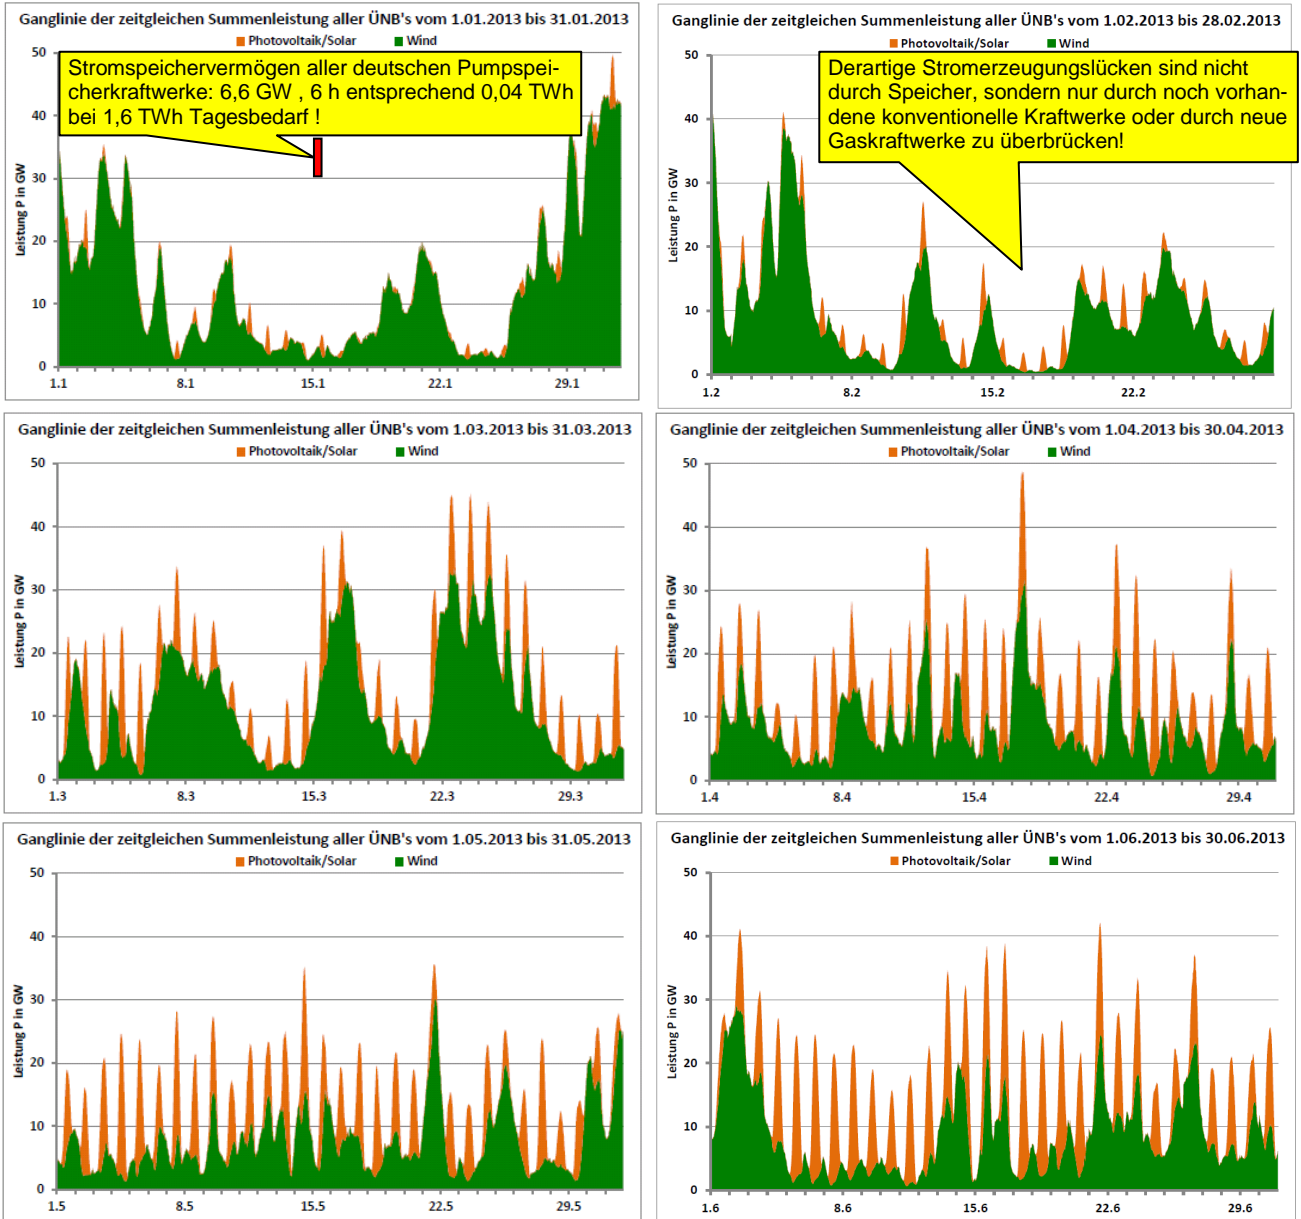 Ganglinie der zeitgleichen Summenleistung aller ÜNB's vom 1.01.2013 bis 31.01.2013
Photovoltaik/Solar Wind
Stromspeichervermögen aller deutschen Pumpspei-
cherkraftwerke: 6,6 GW , 6 h entsprechend 0,04 TWh
bei 1,6 TWh Tagesbedarf !
Leistung P in GW
50
40
30
20
10
0
1.1 8.1 15.1 22.1 29.1
Ganglinie der zeitgleichen Summenleistung aller ÜNB's vom 1.02.2013 bis 28.02.2013
Photovoltaik/Solar Wind
Derartige Stromerzeugungslücken sind nicht
durch Speicher, sondern nur durch noch vorhan-
dene konventionelle Kraftwerke oder durch neue
Gaskraftwerke zu überbrücken!
Leistung P in GW
50
40
30
20
10
0
1.2 8.2 15.2 22.2
Ganglinie der zeitgleichen Summenleistung aller ÜNB's vom 1.03.2013 bis 31.03.2013
Photovoltaik/Solar Wind
Leistung P in GW
50
40
30
20
10
0
1.3 8.3 15.3 22.3 29.3
Ganglinie der zeitgleichen Summenleistung aller ÜNB's vom 1.04.2013 bis 30.04.2013
Photovoltaik/Solar Wind
Leistung P in GW
50
40
30
20
10
0
1.4 8.4 15.4 22.4 29.4
Ganglinie der zeitgleichen Summenleistung aller ÜNB's vom 1.05.2013 bis 31.05.2013
Photovoltaik/Solar Wind
Leistung P in GW
50
40
30
20
10
0
1.5 8.5 15.5 22.5 29.5
Ganglinie der zeitgleichen Summenleistung aller ÜNB's vom 1.06.2013 bis 30.06.2013
Photovoltaik/Solar Wind
Leistung P in GW
50
40
30
20
10
0
1.6 8.6 15.6 22.6 29.6